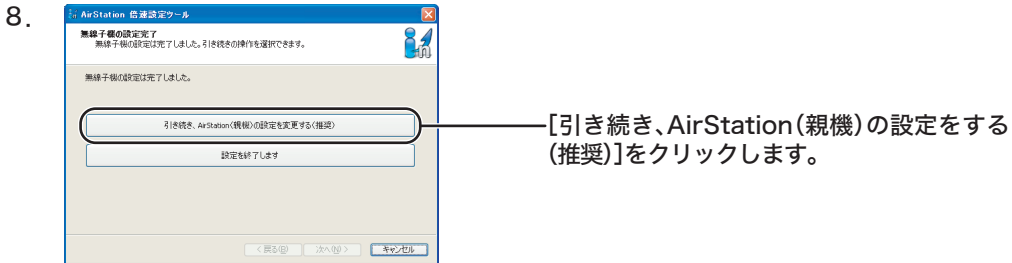 8.
AirStation 倍速設定ツール
無線子機の設定完了
無線子機の設定は完了しました。引き続きの操作を選択できます。
無線子機の設定は完了しました。
引き続き、AirStation(親機)の設定を変更する(推奨)
[引き続き、AirStation(親機)の設定をする
(推奨)]をクリックします。
設定を終了します
< 戻る(B)
次へ(N) >
キャンセル